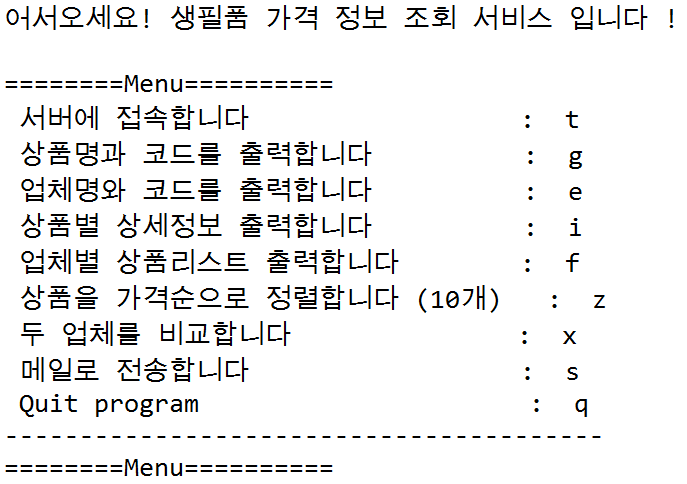 어서오세요! 생필품 가격 정보 조회 서비스 입니다 !
========Menu==========
서버에 접속합니다 : t
상품명과 코드를 출력합니다 : g
업체명와 코드를 출력합니다 : e
상품별 상세정보 출력합니다 : i
업체별 상품리스트 출력합니다 : f
상품을 가격순으로 정렬합니다 (10개) : z
두 업체를 비교합니다 : x
메일로 전송합니다 : s
Quit program : q
----------------------------------------
========Menu==========